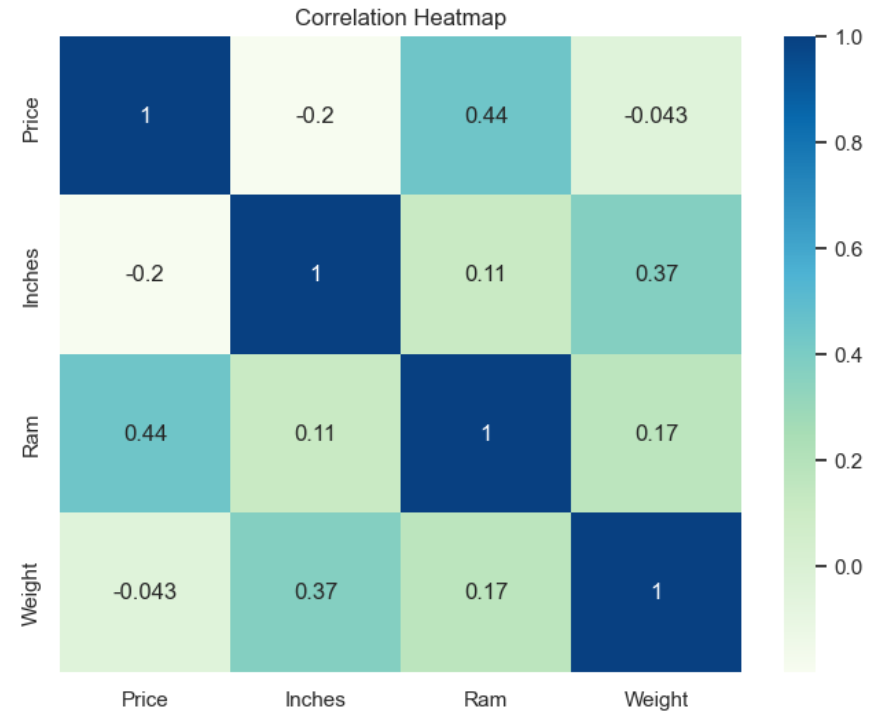 Correlation Heatmap
Price
1
-0.2
0.44
-0.043
Inches
-0.2
1
0.11
0.37
Ram
0.44
0.11
1
0.17
Weight
-0.043
0.37
0.17
1
Price
Inches
Ram
Weight
1.0
0.8
0.6
0.4
0.2
0.0